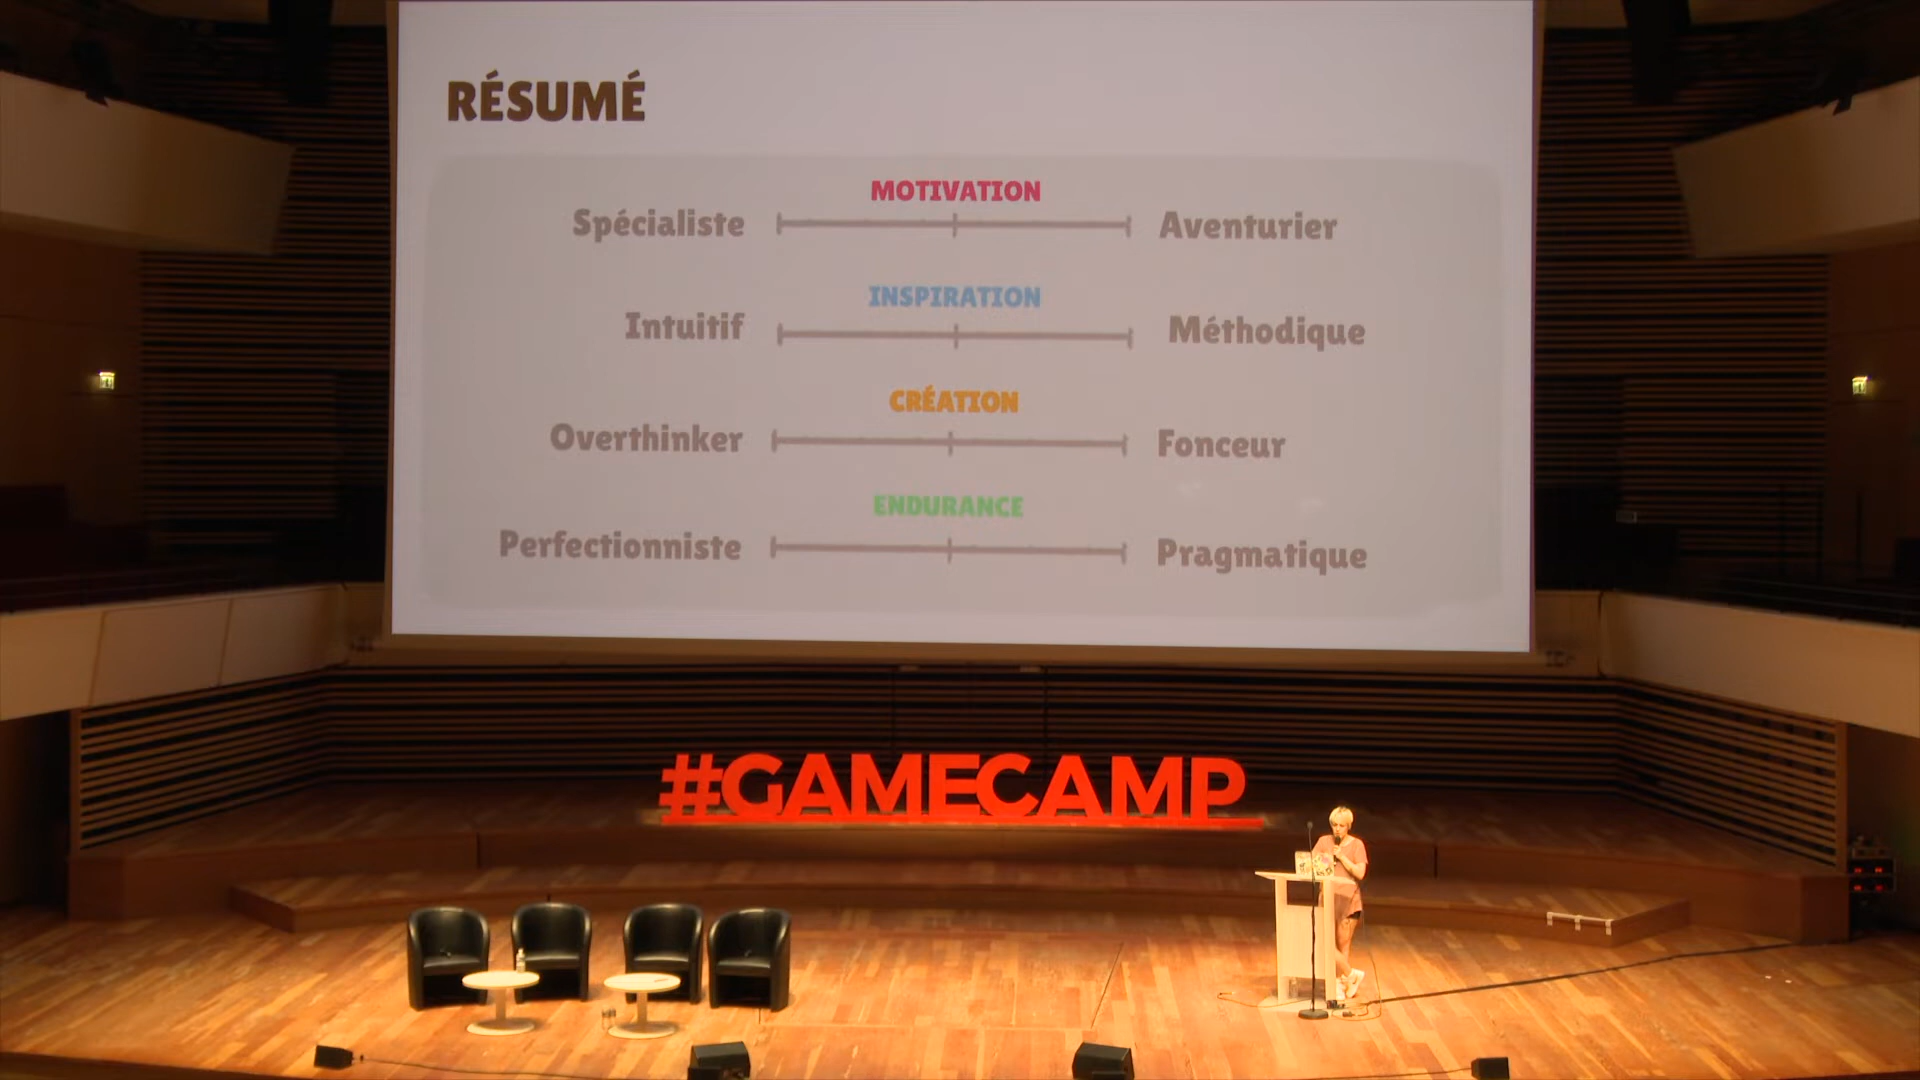 RÉSUMÉ
MOTIVATION
Spécialiste Aventurier
INSPIRATION
Intuitif Méthodique
CRÉATION
Overthinker Fonceur
ENDURANCE
Perfectionniste Pragmatique
#GAMECAMP